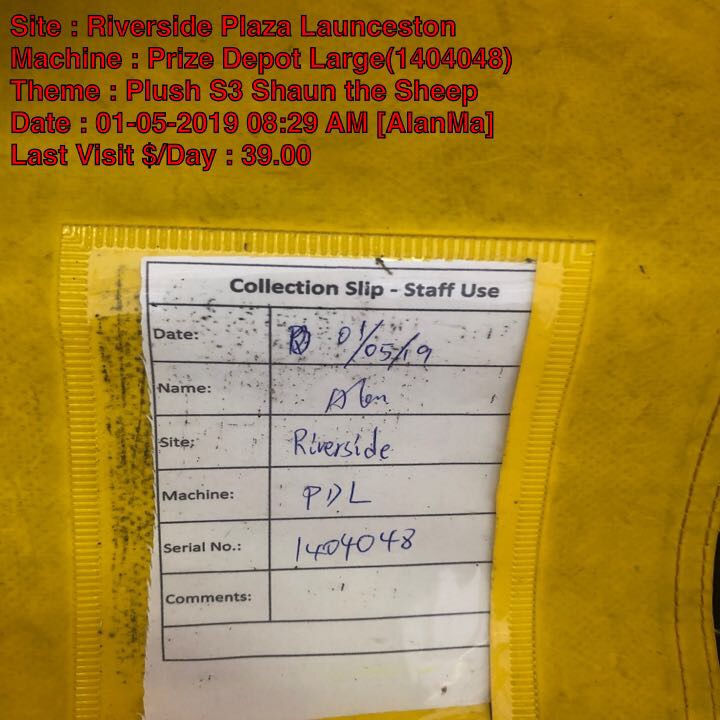 Site : Riverside Plaza Launceston
Machine : Prize Depot Large(1404048)
Theme : Plush S3 Shaun the Sheep
Date : 01-05-2019 08:29 AM [AlanMa]
Last Visit $/Day : 39.00
Collection Slip - Staff Use
Date: 01/05/19
Name: Alan
Site: Riverside
Machine: PDL
Serial No.: 1404048
Comments: